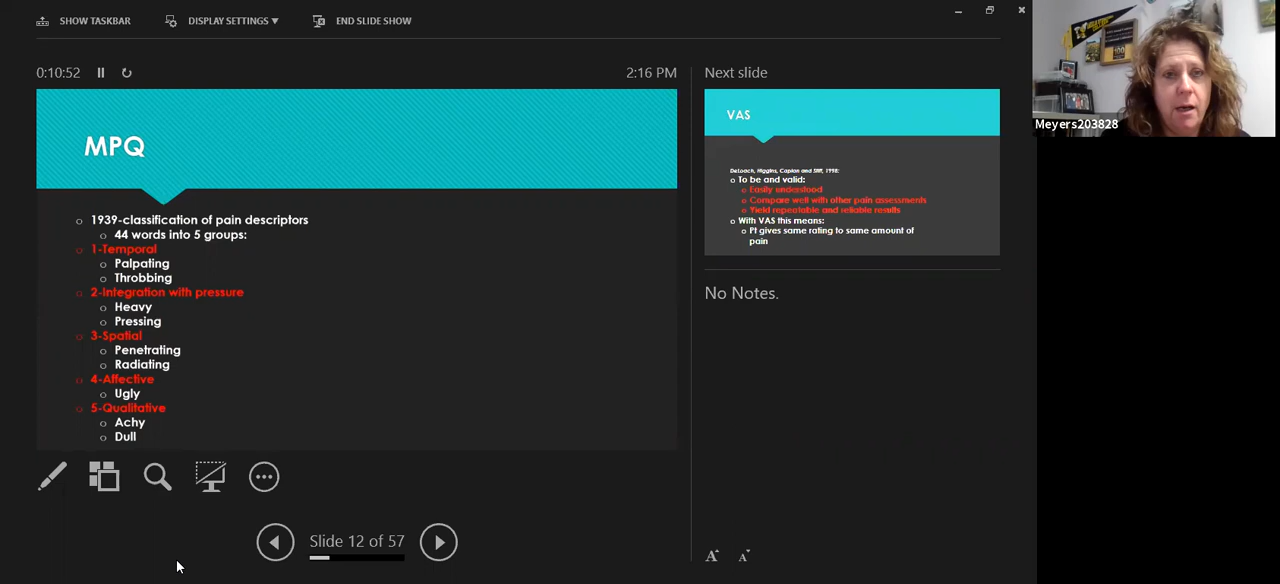 SHOW TASKBAR
DISPLAY SETTINGS ▼
END SLIDE SHOW
0:10:52
2:16 PM
MPQ
1939-classification of pain descriptors
44 words into 5 groups:
1-Temporal
Palpating
Throbbing
2-Integration with pressure
Heavy
Pressing
3-Spatial
Penetrating
Radiating
4-Affective
Ugly
5-Qualitative
Achy
Dull
Slide 12 of 57
Next slide
VAS
To be and valid:
Easily understood
Compare well with other pain assessments
Yield repeatable and reliable results
With VAS this means:
Pt gives same rating to same amount of
pain
No Notes.
A
A
Meyers203828
100